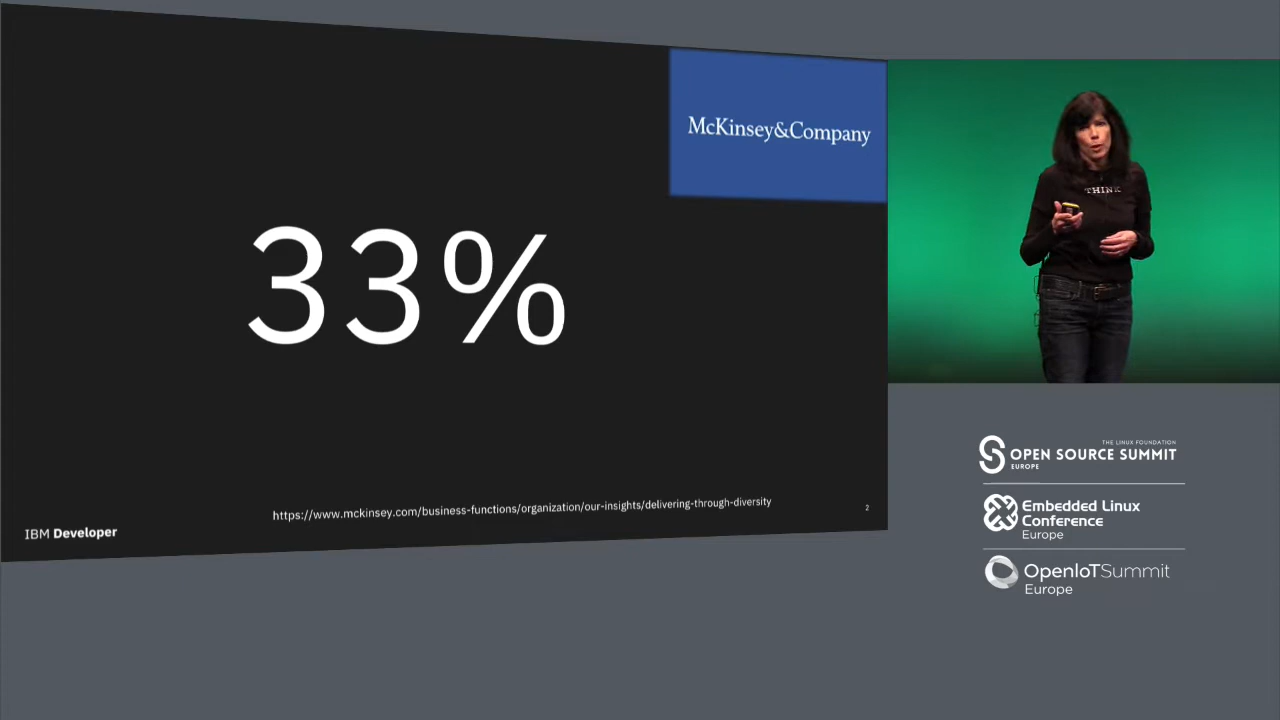 McKinsey&Company
33%
https://www.mckinsey.com/business-functions/organization/our-insights/delivering-through-diversity
2
IBM Developer
THINK
THE LINUX FOUNDATION
OPEN SOURCE SUMMIT
EUROPE
Embedded Linux
Conference
Europe
OpenIoTSummit
Europe